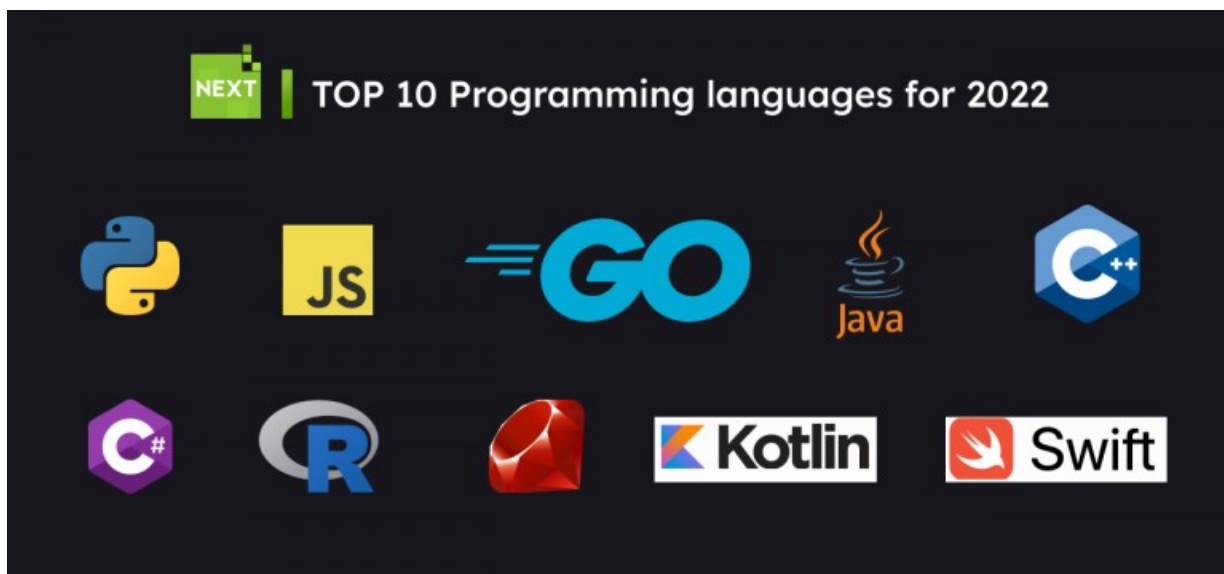 NEXT
TOP 10 Programming languages for 2022
JS
GO
Java
C++
C#
R
Kotlin
Swift